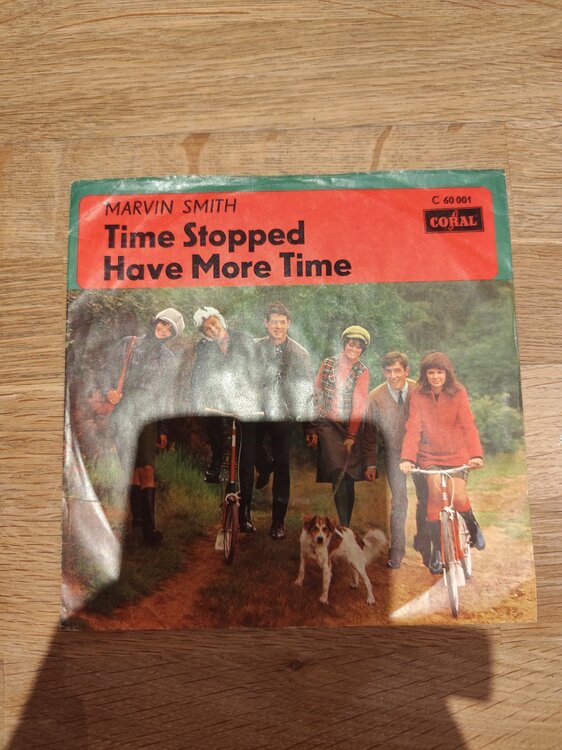 MARVIN SMITH
Time Stopped
Have More Time
C 60 001
CORAL